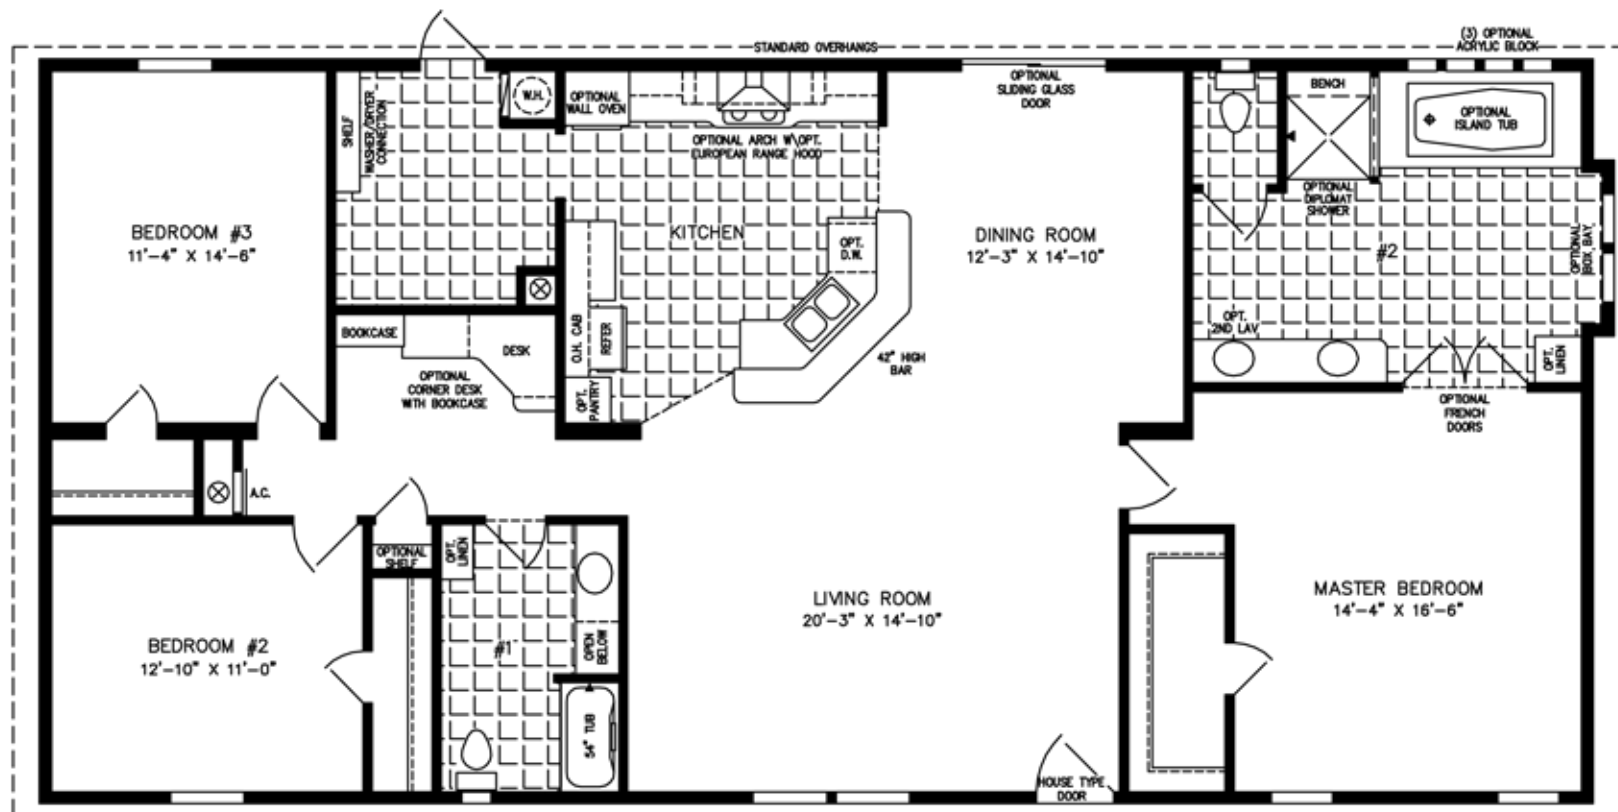 STANDARD OVERHANGS
(3) OPTIONAL
ACRYLIC BLOCK
SHELF
WASHER/DRYER
CONNECTION
W.H.
OPTIONAL
WALL OVEN
OPTIONAL ARCH W\OPT.
EUROPEAN RANGE HOOD
OPTIONAL
SLIDING GLASS
DOOR
BENCH
OPTIONAL
ISLAND TUB
OPTIONAL
DIPLOMAT
SHOWER
BEDROOM #3
11'-4" X 14'-6"
KITCHEN
OPT.
D.W.
DINING ROOM
12'-3" X 14'-10"
#2
OPTIONAL
BOX BAY
BOOKCASE
DESK
OPTIONAL
CORNER DESK
WITH BOOKCASE
O.H. CAB
REFER
OPT.
PANTRY
42" HIGH
BAR
OPT.
2ND LAV
OPT.
LINEN
OPTIONAL
FRENCH
DOORS
A.C.
OPTIONAL
SHELF
OPT.
LINEN
BEDROOM #2
12'-10" X 11'-0"
#1
OPEN
BELOW
54" TUB
LIVING ROOM
20'-3" X 14'-10"
MASTER BEDROOM
14'-4" X 16'-6"
HOUSE TYPE
DOOR